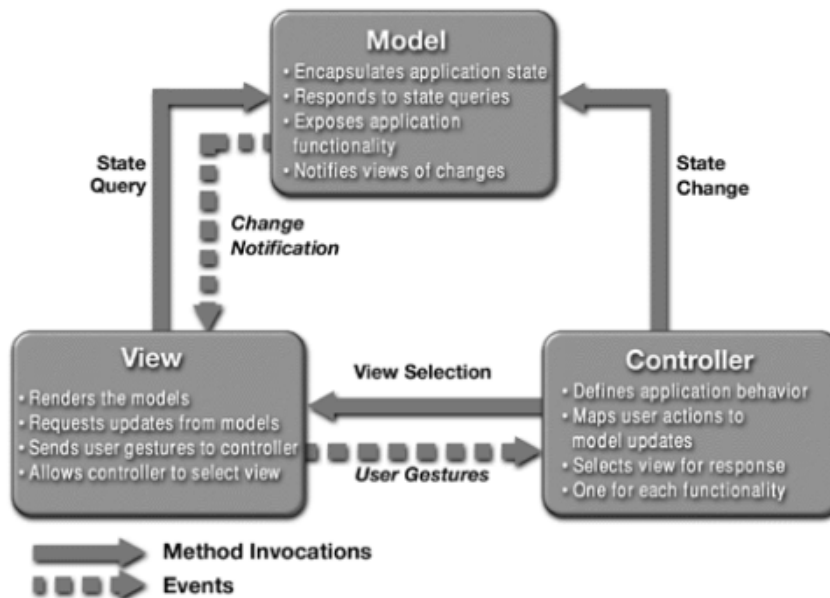 Model
• Encapsulates application state
• Responds to state queries
• Exposes application
functionality
• Notifies views of changes
State
Query
Change
Notification
State
Change
View
• Renders the models
• Requests updates from models
• Sends user gestures to controller
• Allows controller to select view
View Selection
User Gestures
Controller
• Defines application behavior
• Maps user actions to
model updates
• Selects view for response
• One for each functionality
Method Invocations
Events